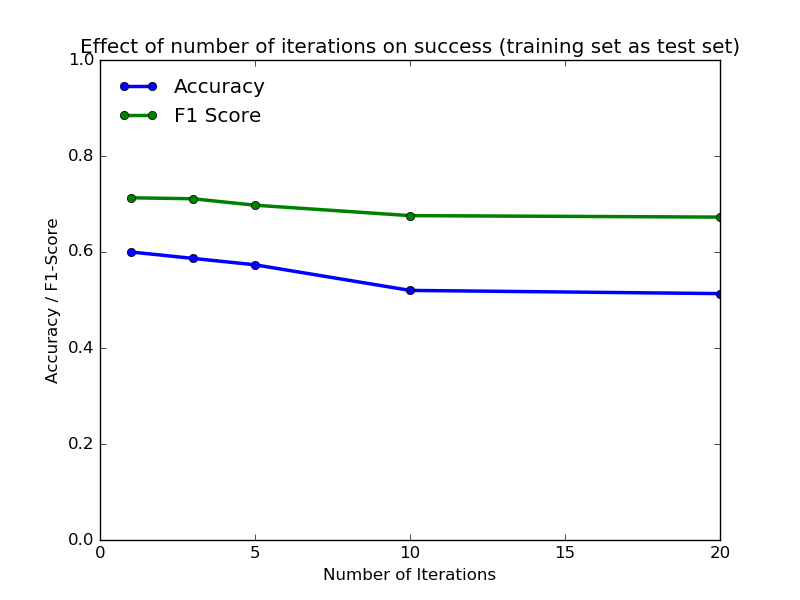 Effect of number of iterations on success (training set as test set)
1.0
Accuracy
F1 Score
0.8
0.6
0.4
0.2
0.0
Accuracy / F1-Score
0 5 10 15 20
Number of Iterations